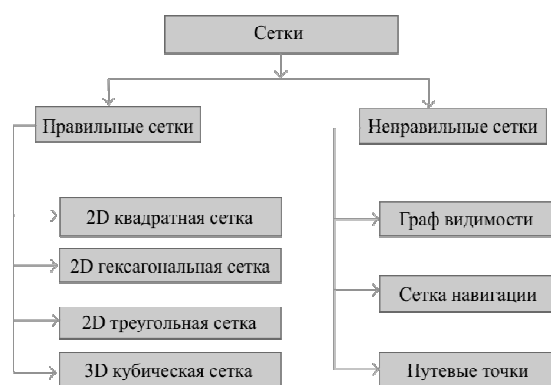 Сетки
Правильные сетки
Неправильные сетки
2D квадратная сетка
2D гексагональная сетка
2D треугольная сетка
3D кубическая сетка
Граф видимости
Сетка навигации
Путевые точки